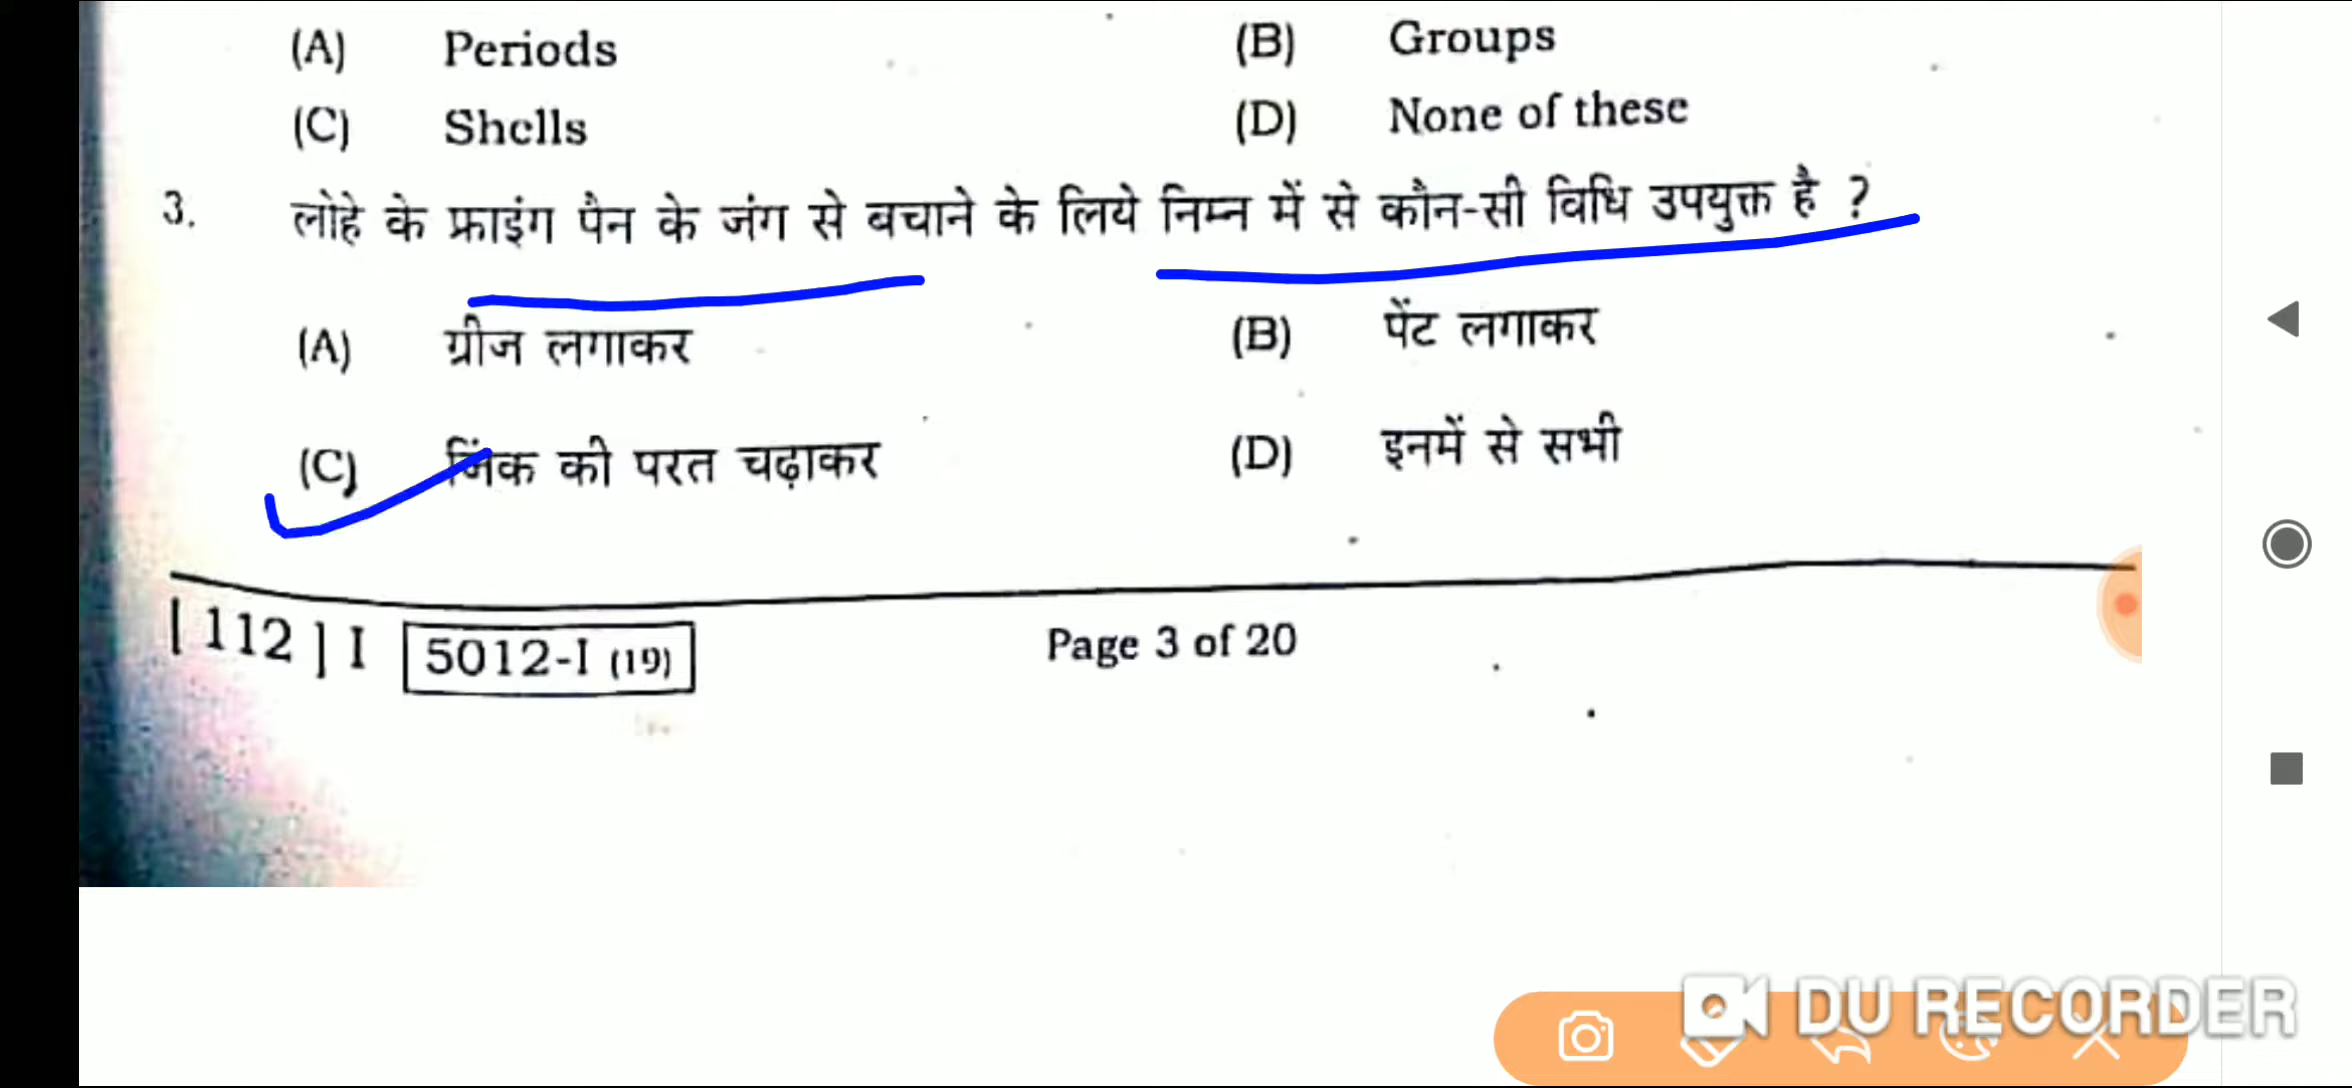 (A) Periods (B) Groups
(C) Shells (D) None of these
3. लोहे के फ्राइंग पैन के जंग से बचाने के लिये निम्न में से कौन-सी विधि उपयुक्त है ?
(A) ग्रीज लगाकर (B) पेंट लगाकर
(C) जिंक की परत चढ़ाकर (D) इनमें से सभी
[ 112 ] I 5012-I (19) Page 3 of 20
DU RECORDER